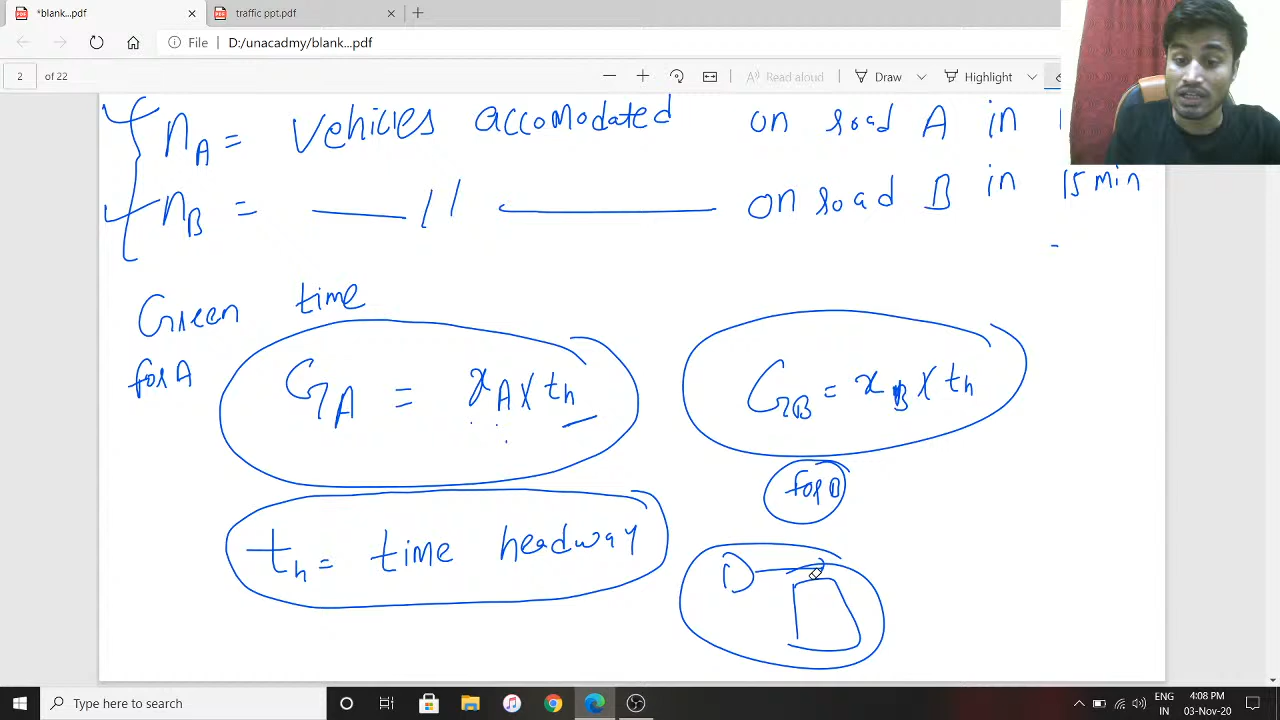 *blank...pdf
traffic ppt.pdf
File D:/unacadmy/blank...pdf
2 of 22
Read aloud Draw Highlight
nA = vehicles accomodated on road A in 1
nB = —— // —— on road B in 15 min
Green time
for A
GA = xA X th
GB = xB X th
for B
th = time headway
Type here to search
ENG 4:08 PM
IN 03-Nov-20